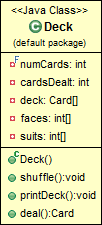 <<Java Class>>
Deck
(default package)
F numCards: int
cardsDealt: int
deck: Card[]
faces: int[]
suits: int[]
C Deck()
shuffle():void
printDeck():void
deal():Card